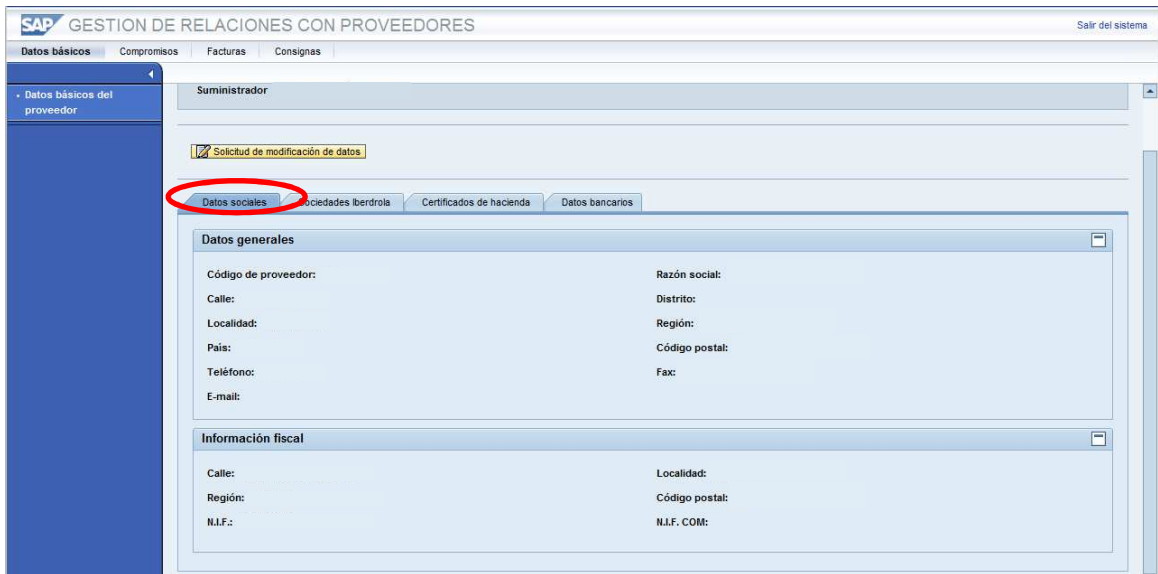 SAP GESTION DE RELACIONES CON PROVEEDORES
Salir del sistema
Datos básicos Compromisos Facturas Consignas
Datos básicos del
proveedor
Suministrador
Solicitud de modificación de datos
Datos sociales Sociedades Iberdrola Certificados de hacienda Datos bancarios
Datos generales
Código de proveedor: Razón social:
Calle: Distrito:
Localidad: Región:
País: Código postal:
Teléfono: Fax:
E-mail:
Información fiscal
Calle: Localidad:
Región: Código postal:
N.I.F.: N.I.F. COM: